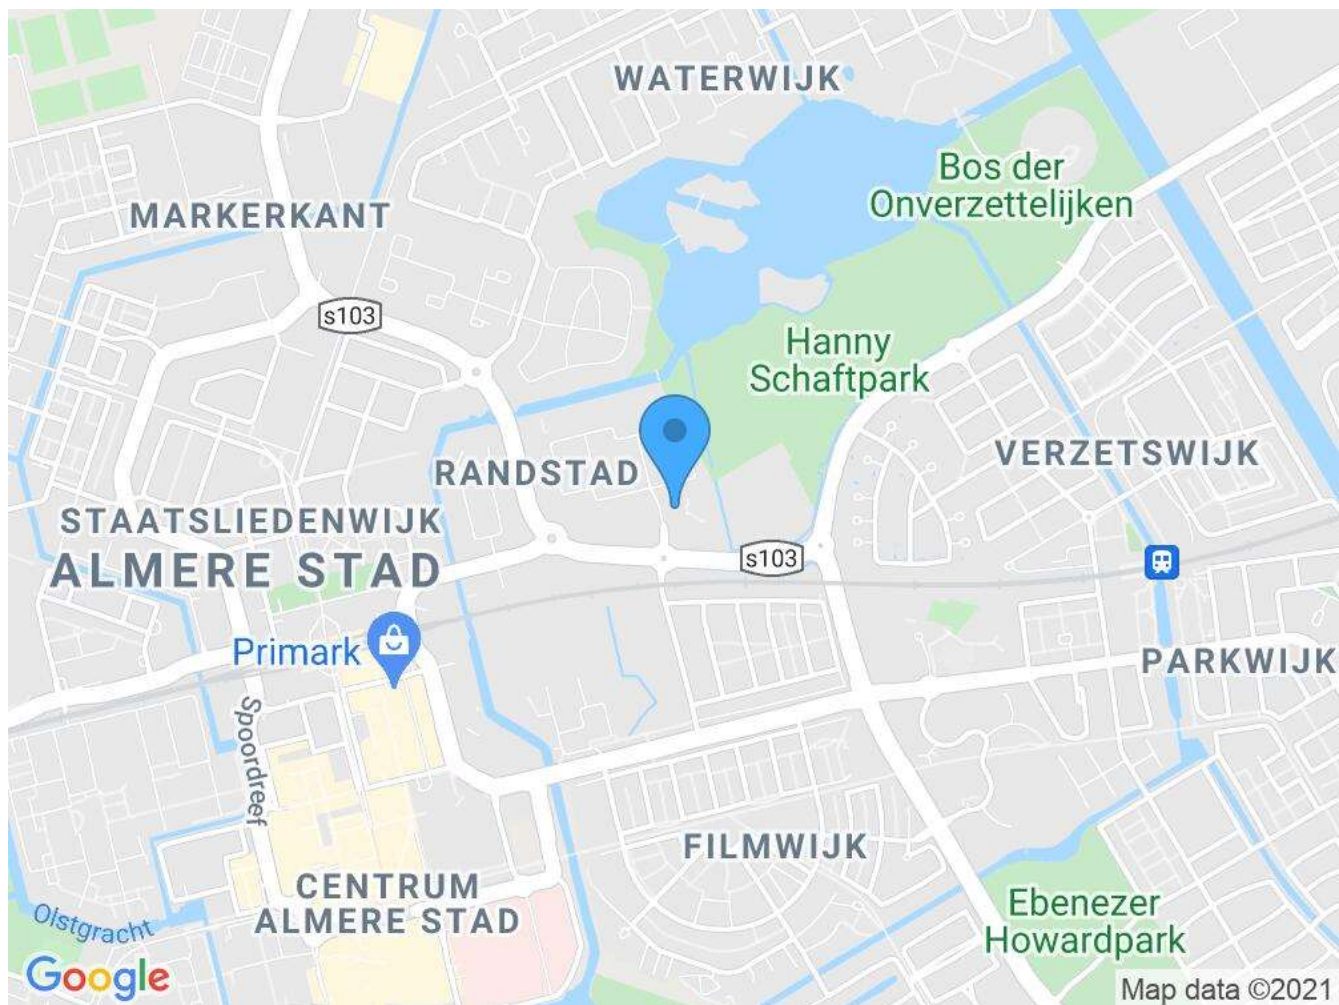 WATERWIJK
Bos der
Onverzettelijken
MARKERKANT
s103
Hanny
Schaftpark
RANDSTAD
VERZETSWIJK
STAATSLIEDENWIJK
ALMERE STAD
s103
Primark
PARKWIJK
Spoordreef
FILMWIJK
CENTRUM
ALMERE STAD
Olstgracht
Ebenezer
Howardpark
Google
Map data ©2021